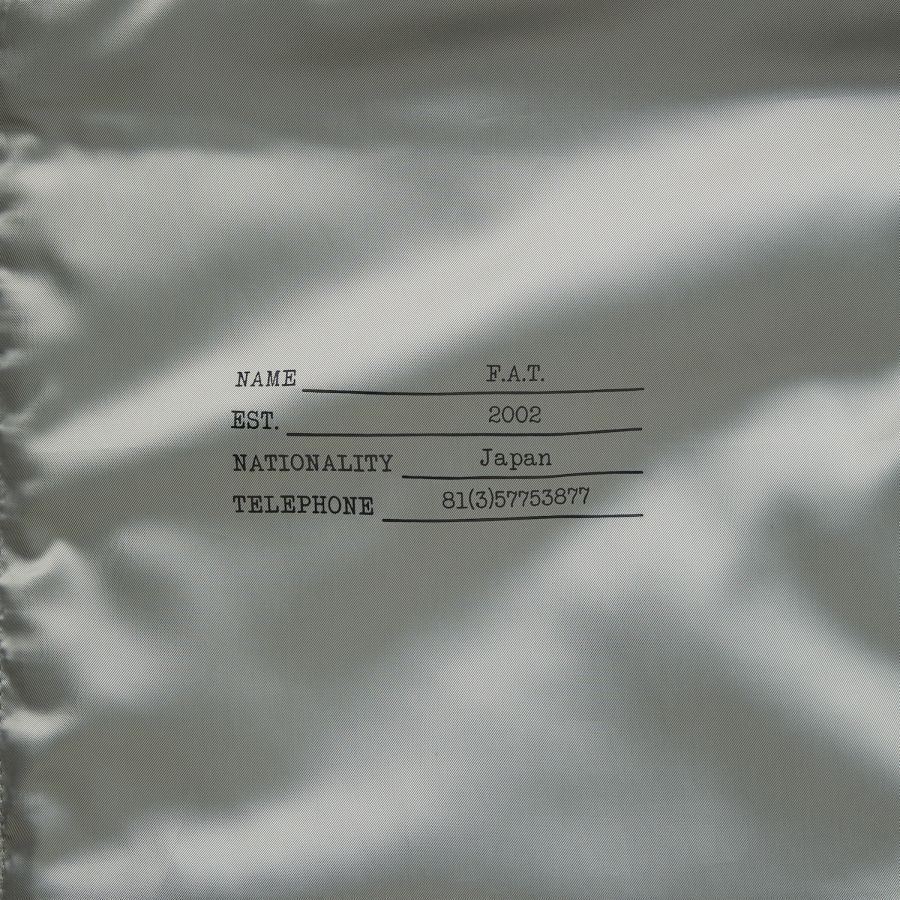 NAME F.A.T.
EST. 2002
NATIONALITY Japan
TELEPHONE 81(3)57753877